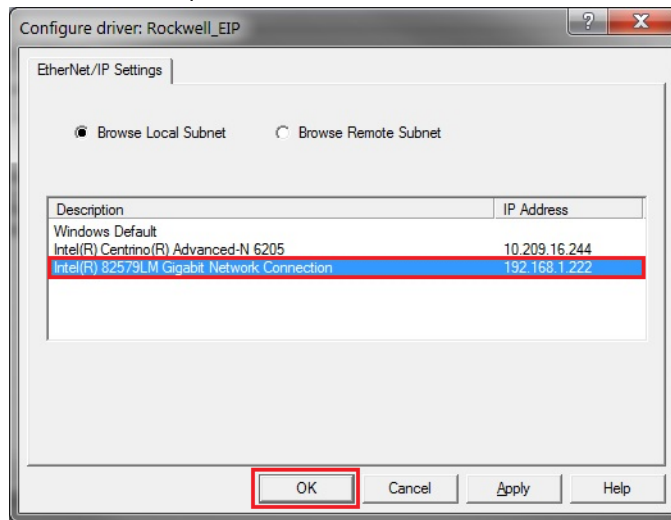 Configure driver: Rockwell_EIP
EtherNet/IP Settings
Browse Local Subnet Browse Remote Subnet
Description IP Address
Windows Default
Intel(R) Centrino(R) Advanced-N 6205 10.209.16.244
Intel(R) 82579LM Gigabit Network Connection 192.168.1.222
OK Cancel Apply Help